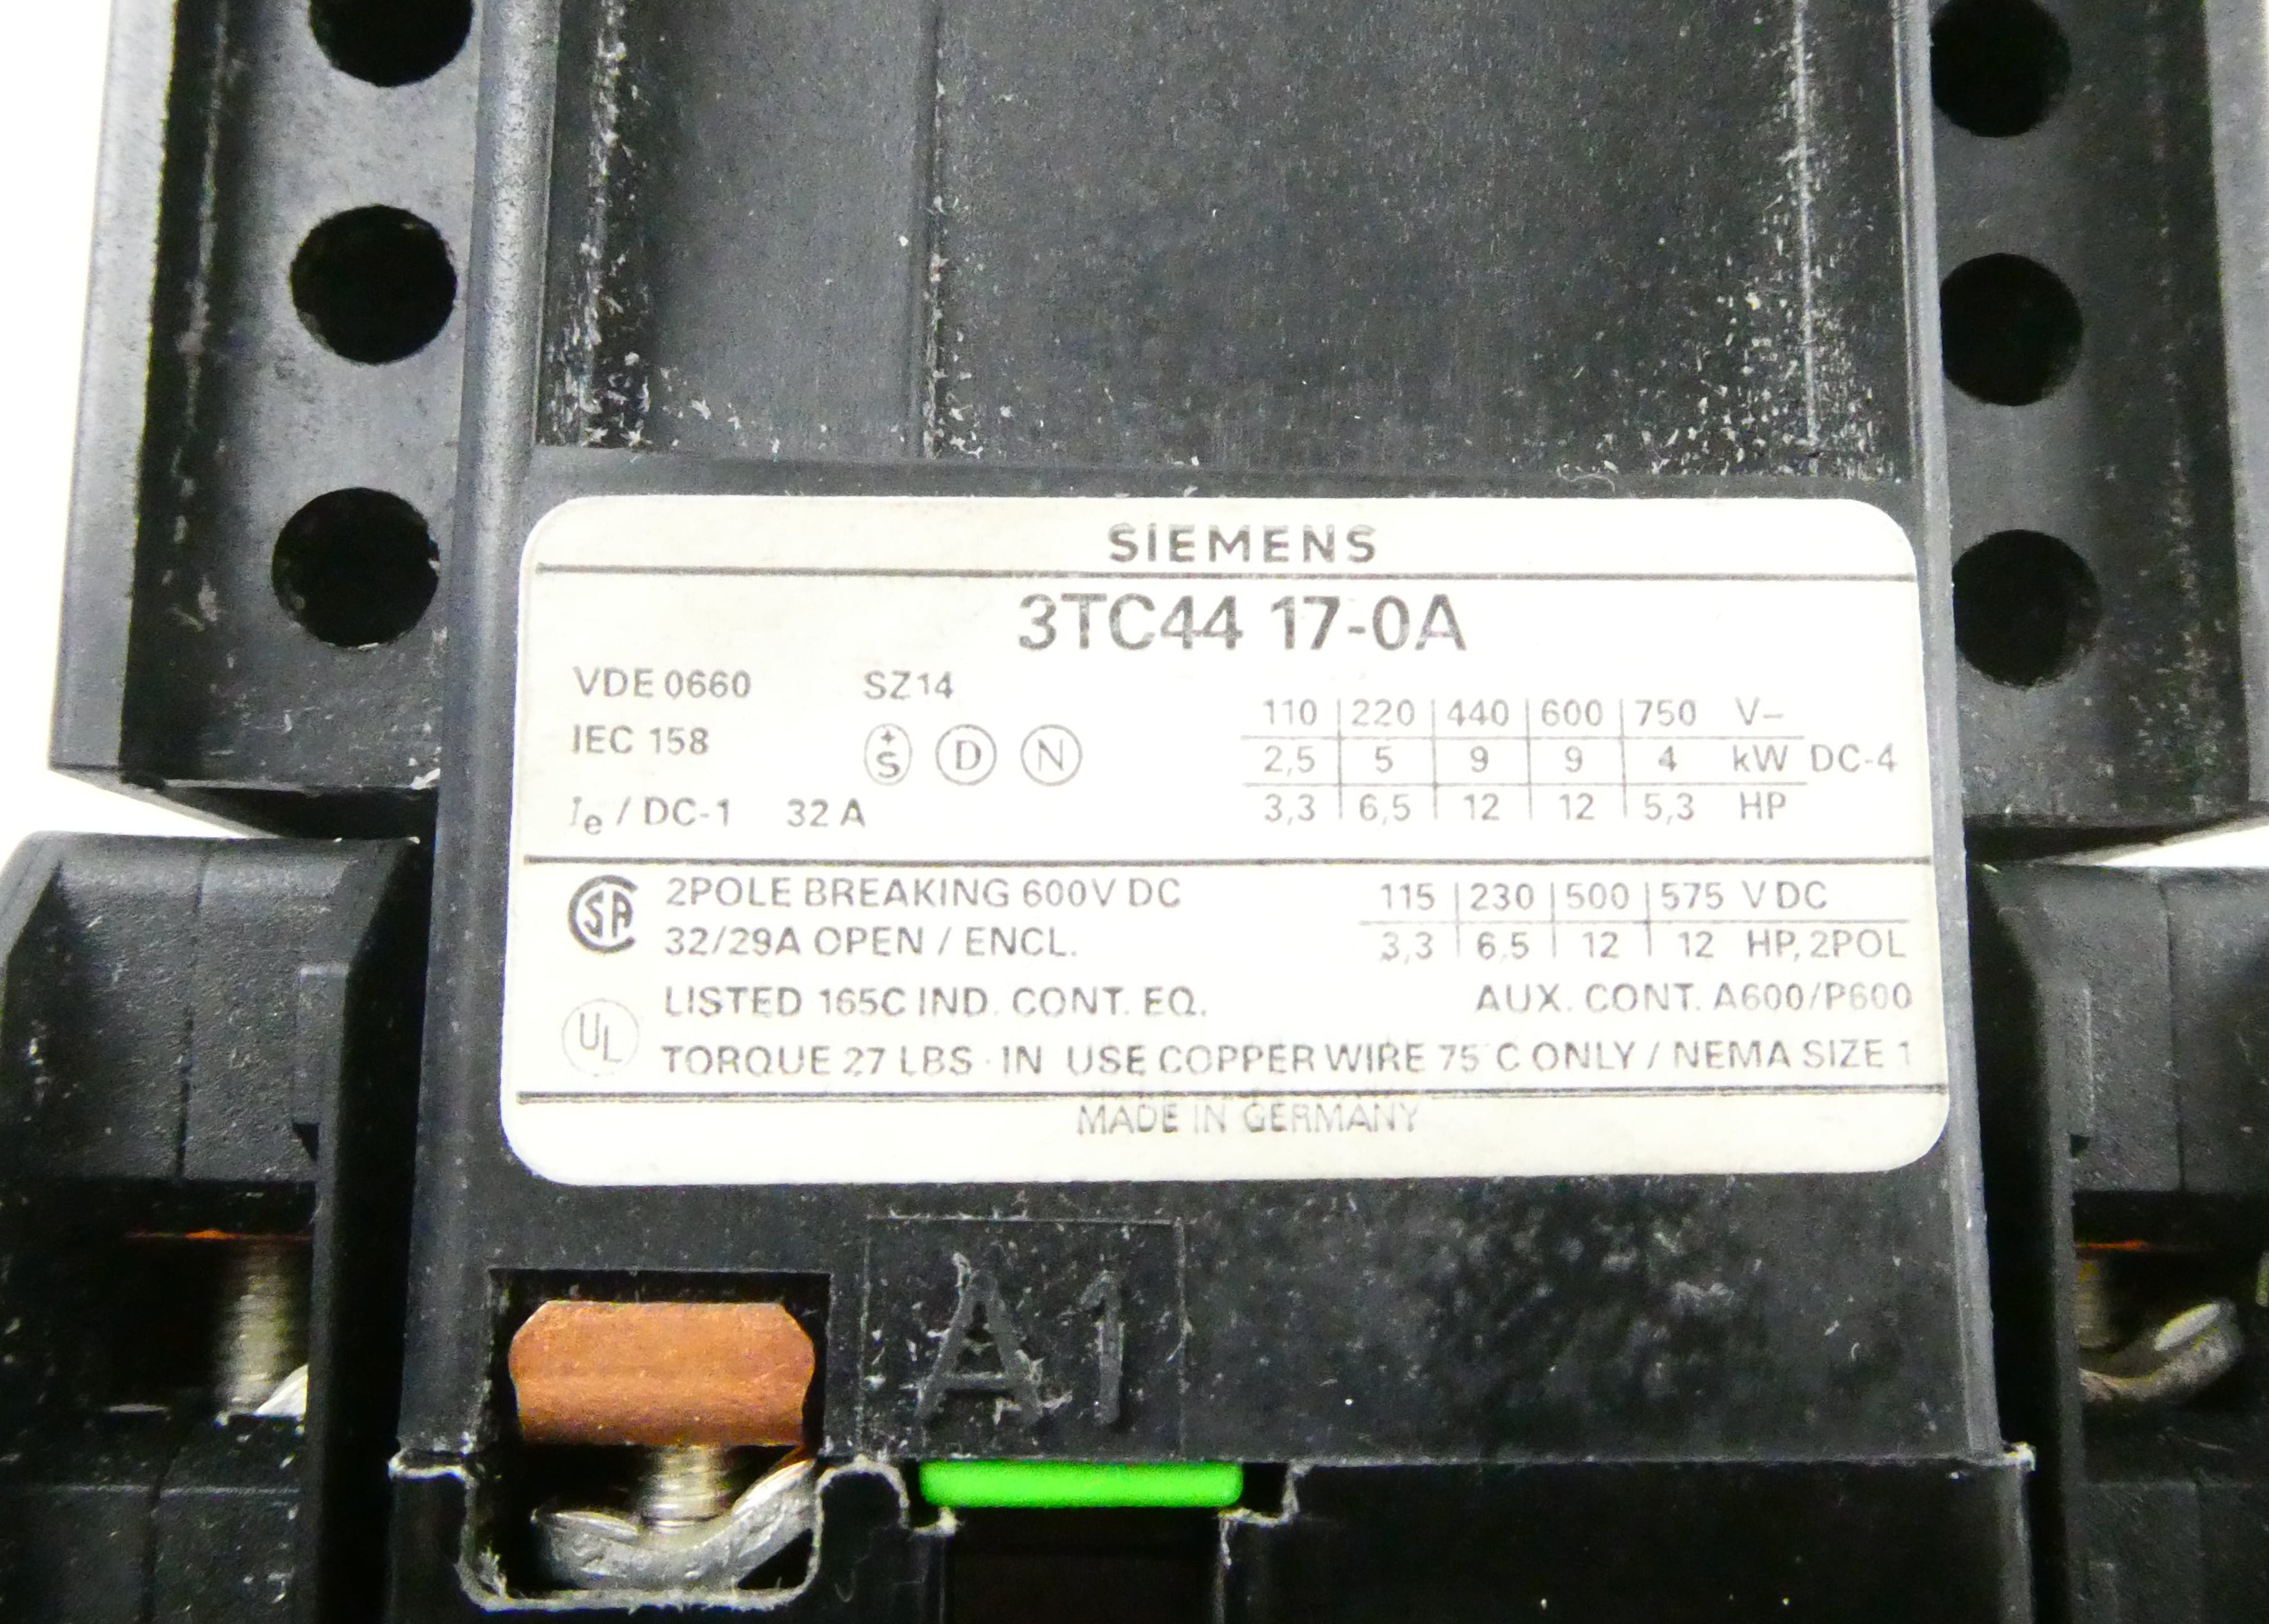 SIEMENS
3TC44 17-0A
VDE 0660 SZ14
IEC 158 +S D N
Ie / DC-1 32 A
110 220 440 600 750 V–
2,5 5 9 9 4 kW DC-4
3,3 6,5 12 12 5,3 HP
SA 2POLE BREAKING 600V DC
32/29A OPEN / ENCL.
115 230 500 575 V DC
3,3 6,5 12 12 HP, 2POL
UL LISTED 165C IND. CONT. EQ. AUX. CONT. A600/P600
TORQUE 27 LBS · IN USE COPPER WIRE 75°C ONLY / NEMA SIZE 1
MADE IN GERMANY
A1